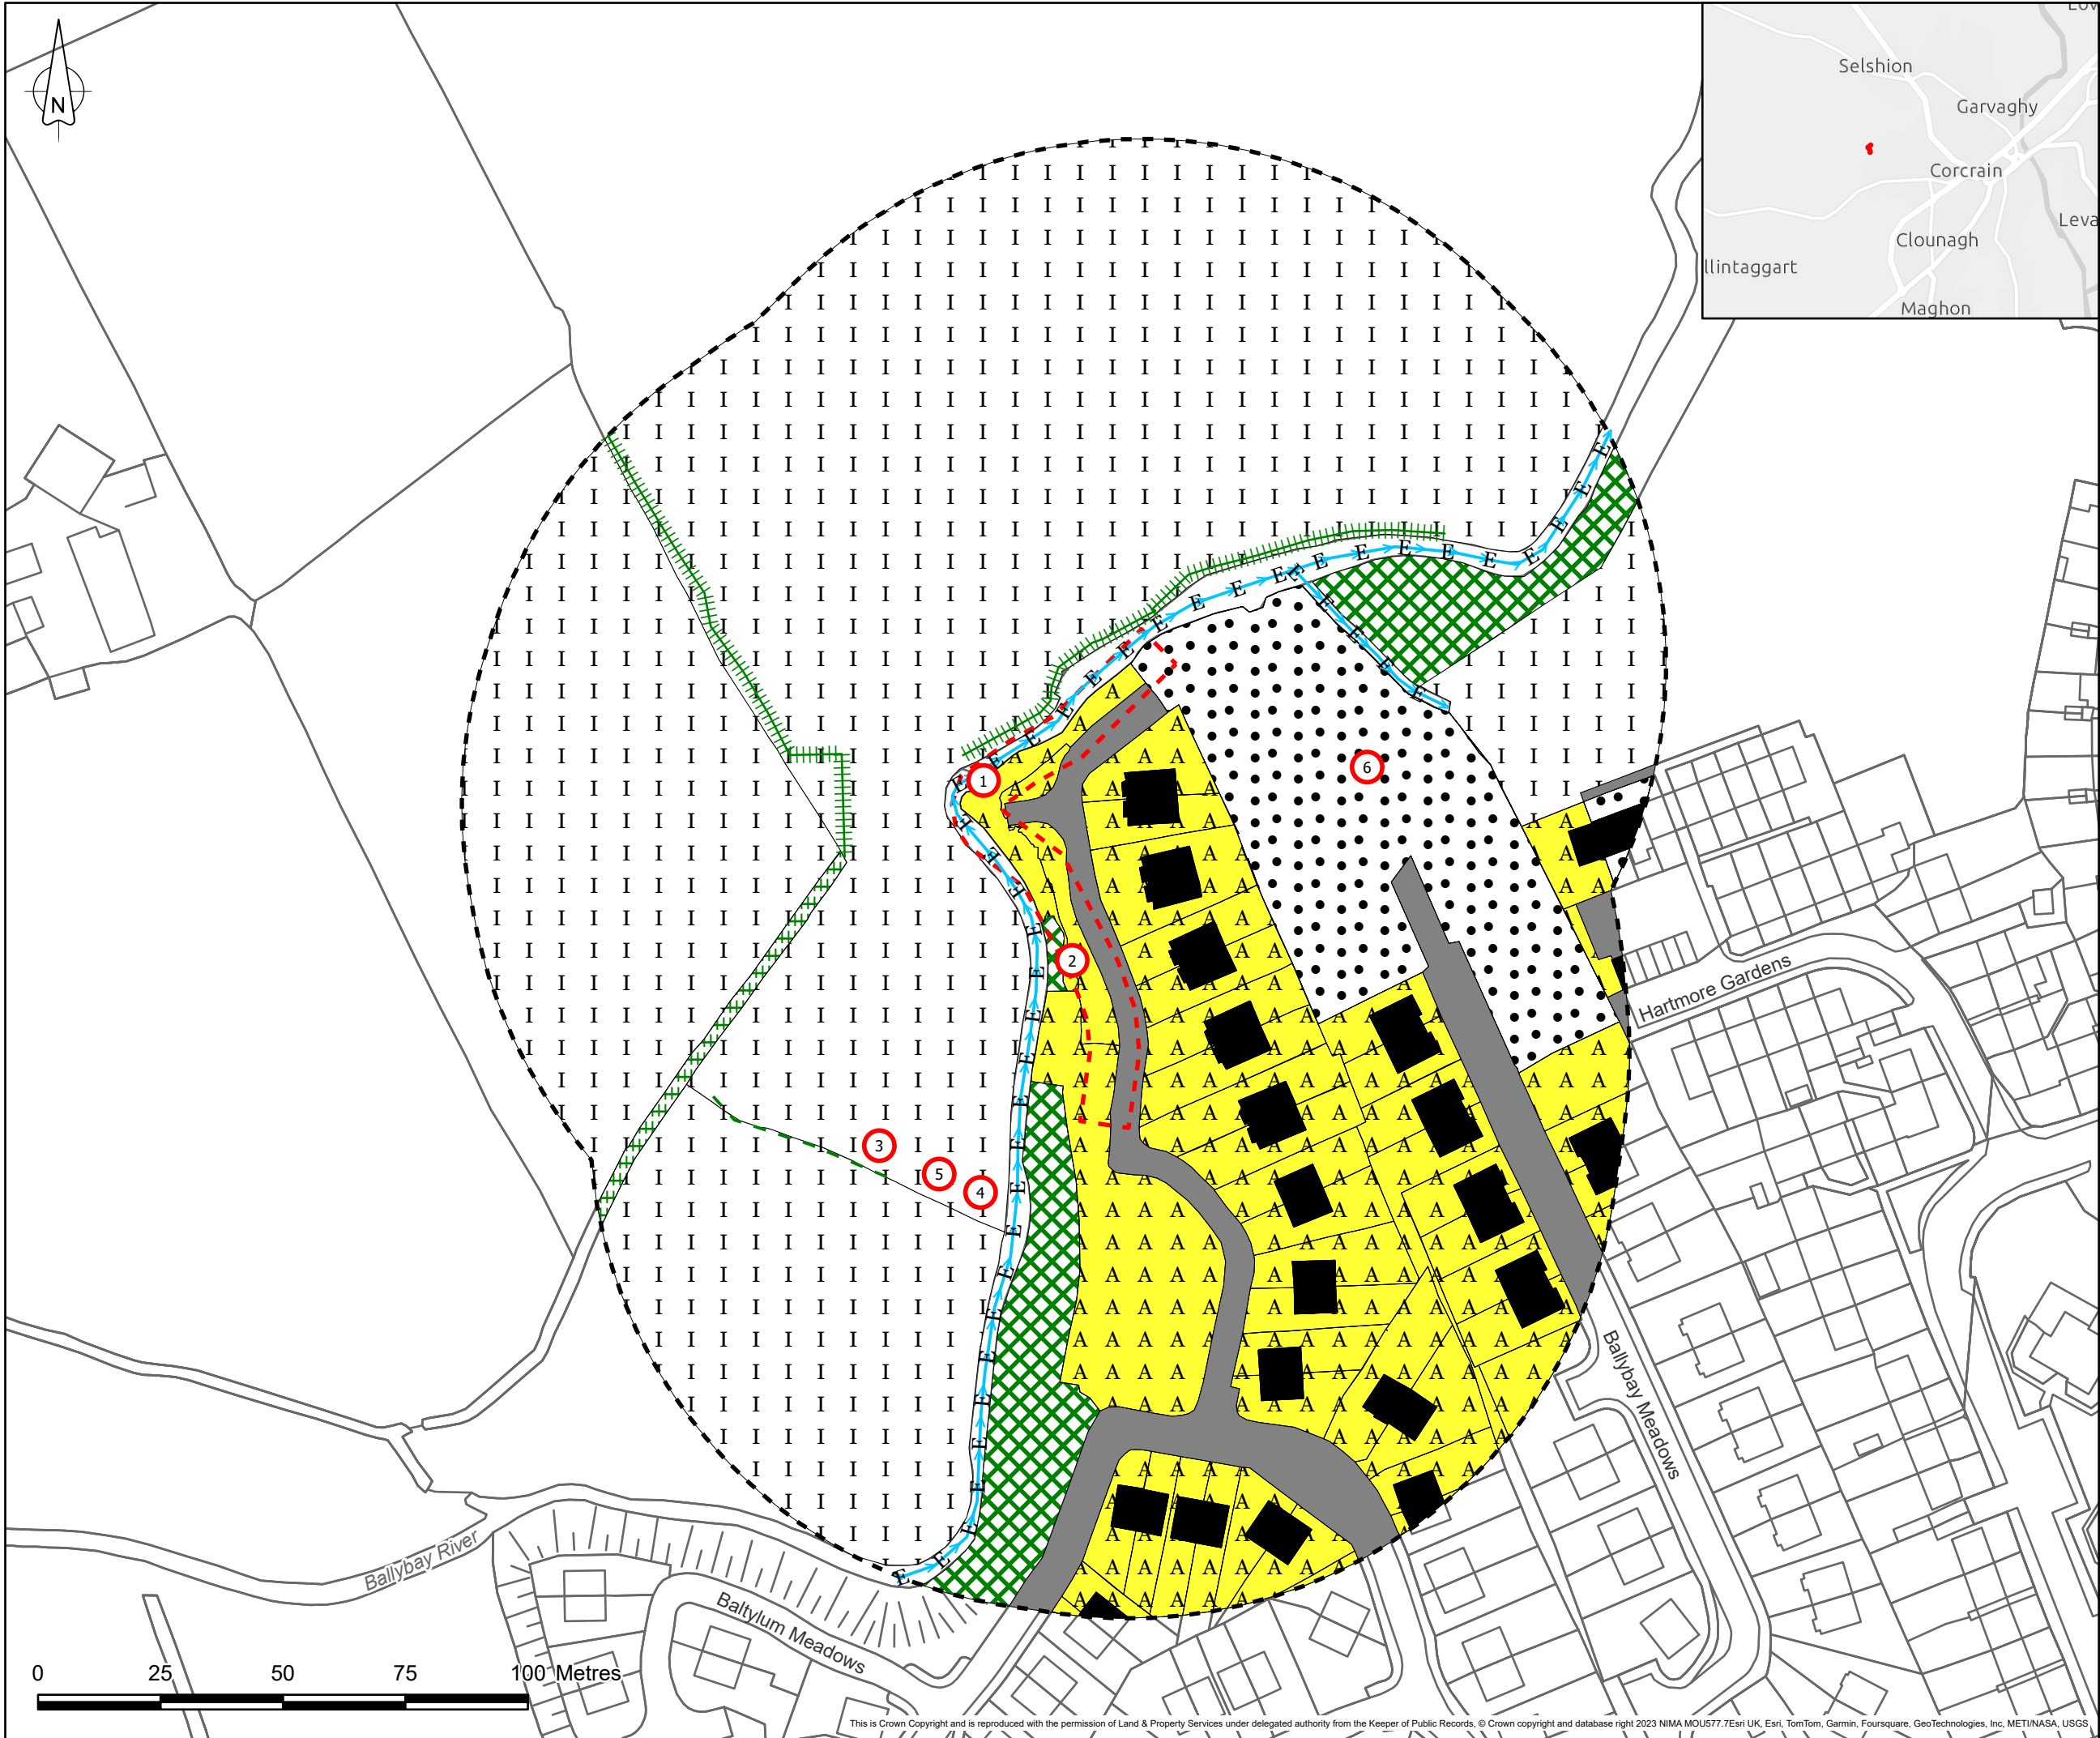 N
Selshion
Garvaghy
Corcrain
Clounagh
llintaggart
Maghon
Leva
1
2
3
5
4
6
Hartmore Gardens
Ballybay Meadows
Ballybay River
Baltylum Meadows
0 25 50 75 100 Metres
This is Crown Copyright and is reproduced with the permission of Land & Property Services under delegated authority from the Keeper of Public Records, © Crown copyright and database right 2023 NIMA MOU577.7Esri UK, Esri, TomTom, Garmin, Foursquare, GeoTechnologies, Inc, METI/NASA, USGS